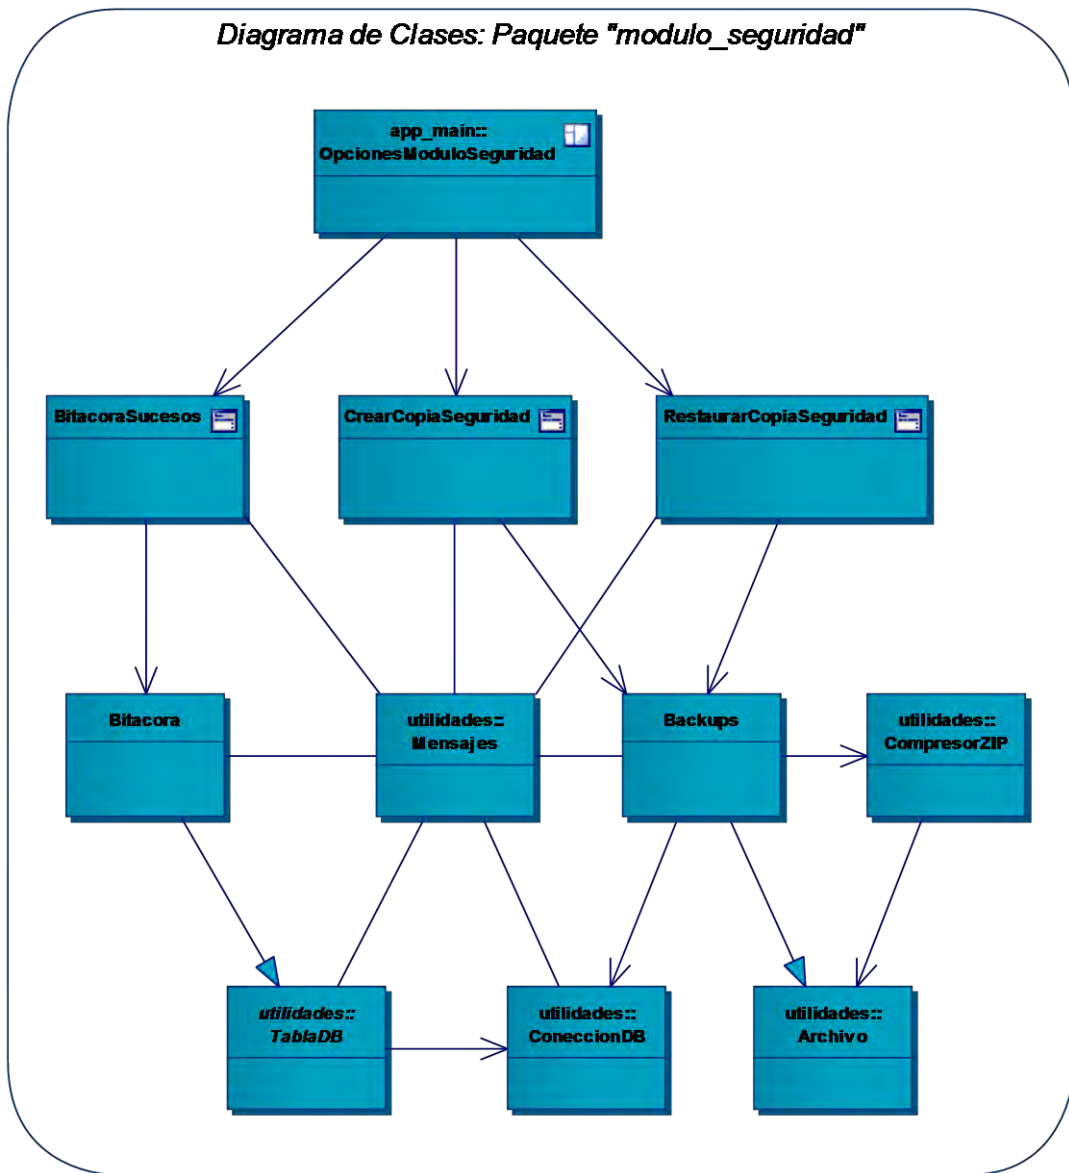 Diagrama de Clases: Paquete "modulo_seguridad"
app_main::
OpcionesModuloSeguridad
BitacoraSucesos
CrearCopiaSeguridad
RestaurarCopiaSeguridad
Bitacora
utilidades::
Mensajes
Backups
utilidades::
CompresorZIP
utilidades::
TablaDB
utilidades::
ConeccionDB
utilidades::
Archivo